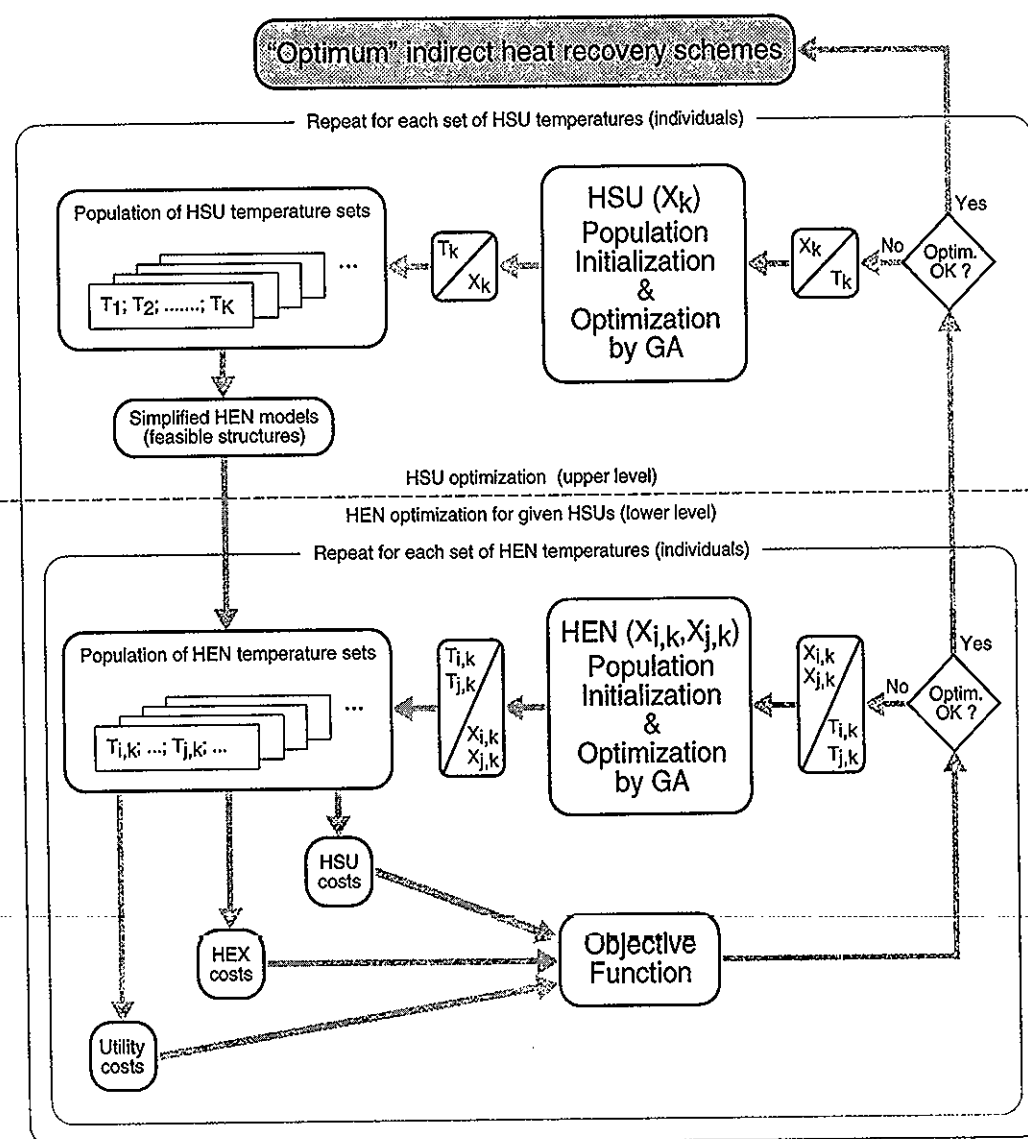 "Optimum" indirect heat recovery schemes
Repeat for each set of HSU temperatures (individuals)
Population of HSU temperature sets
...
T1; T2; .......; TK
Tk
Xk
HSU (Xk)
Population
Initialization
&
Optimization
by GA
Xk
Tk
No
Yes
Optim.
OK ?
Simplified HEN models
(feasible structures)
HSU optimization (upper level)
HEN optimization for given HSUs (lower level)
Repeat for each set of HEN temperatures (individuals)
Population of HEN temperature sets
...
Ti,k; ...; Tj,k; ...
Ti,k
Tj,k
Xi,k
Xj,k
HEN (Xi,k,Xj,k)
Population
Initialization
&
Optimization
by GA
Xi,k
Xj,k
Ti,k
Tj,k
No
Yes
Optim.
OK ?
HSU
costs
HEX
costs
Utility
costs
Objective
Function